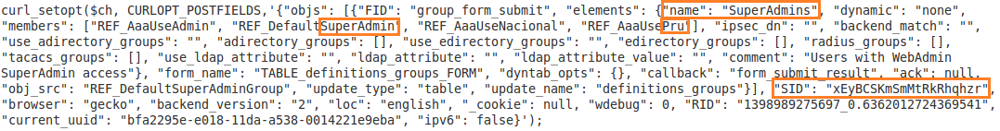 curl_setopt($ch, CURLOPT_POSTFIELDS,'{"objs": [{"FID": "group_form_submit", "elements": {"name": "SuperAdmins", "dynamic": "none",
"members": ["REF_AaaUseAdmin", "REF_DefaultSuperAdmin", "REF_AaaUseNacional", "REF_AaaUsePru"], "ipsec_dn": "", "backend_match": "",
"use_adirectory_groups": "", "adirectory_groups": [], "use_edirectory_groups": "", "edirectory_groups": [], "radius_groups": [],
"tacacs_groups": [], "use_ldap_attribute": "", "ldap_attribute": "", "ldap_attribute_value": "", "comment": "Users with WebAdmin
SuperAdmin access"}, "form_name": "TABLE_definitions_groups_FORM", "dyntab_opts": {}, "callback": "form_submit_result", "ack": null,
"obj_src": "REF_DefaultSuperAdminGroup", "update_type": "table", "update_name": "definitions_groups"}], "SID": "xEyBCSKmSmMtRkRhqhzr",
"browser": "gecko", "backend_version": "2", "loc": "english", "_cookie": null, "wdebug": 0, "RID": "1398989275697_0.6362012724369541",
"current_uuid": "bfa2295e-e018-11da-a538-0014221e9eba", "ipv6": false}');